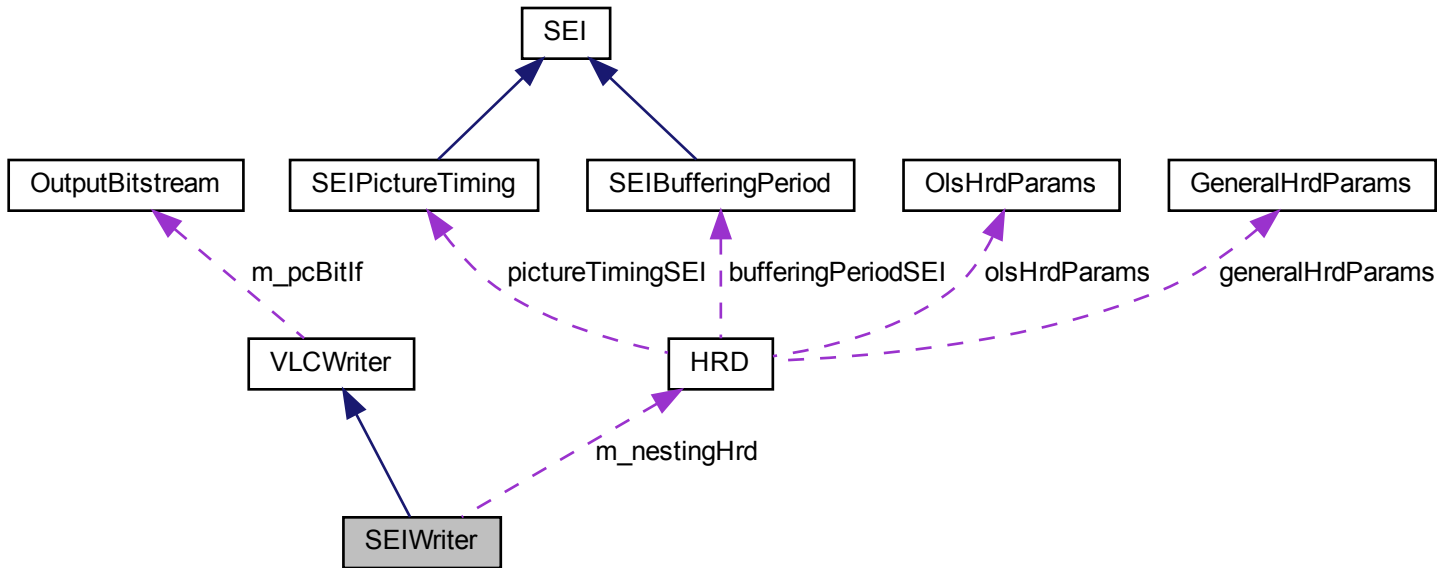 SEI
OutputBitstream
SEIPictureTiming
SEIBufferingPeriod
OlsHrdParams
GeneralHrdParams
m_pcBitIf
pictureTimingSEI
bufferingPeriodSEI
olsHrdParams
generalHrdParams
VLCWriter
HRD
m_nestingHrd
SEIWriter